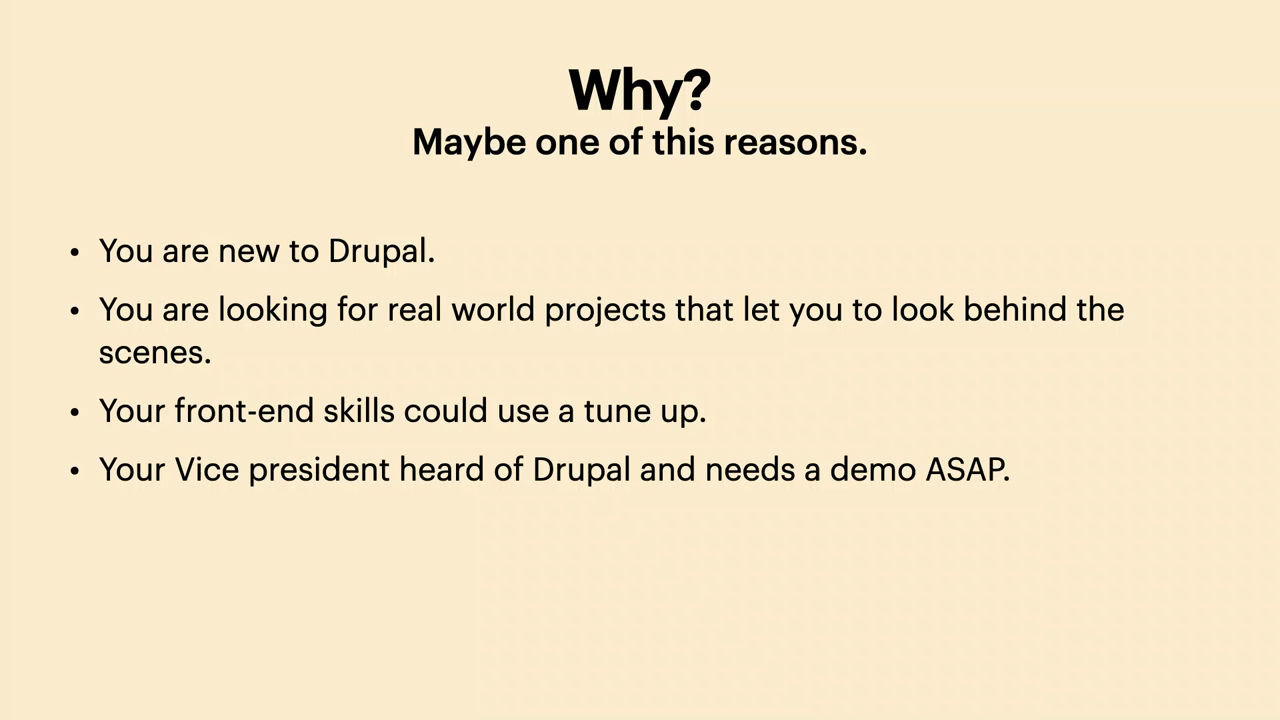 Why?
Maybe one of this reasons.
• You are new to Drupal.
• You are looking for real world projects that let you to look behind the
scenes.
• Your front-end skills could use a tune up.
• Your Vice president heard of Drupal and needs a demo ASAP.